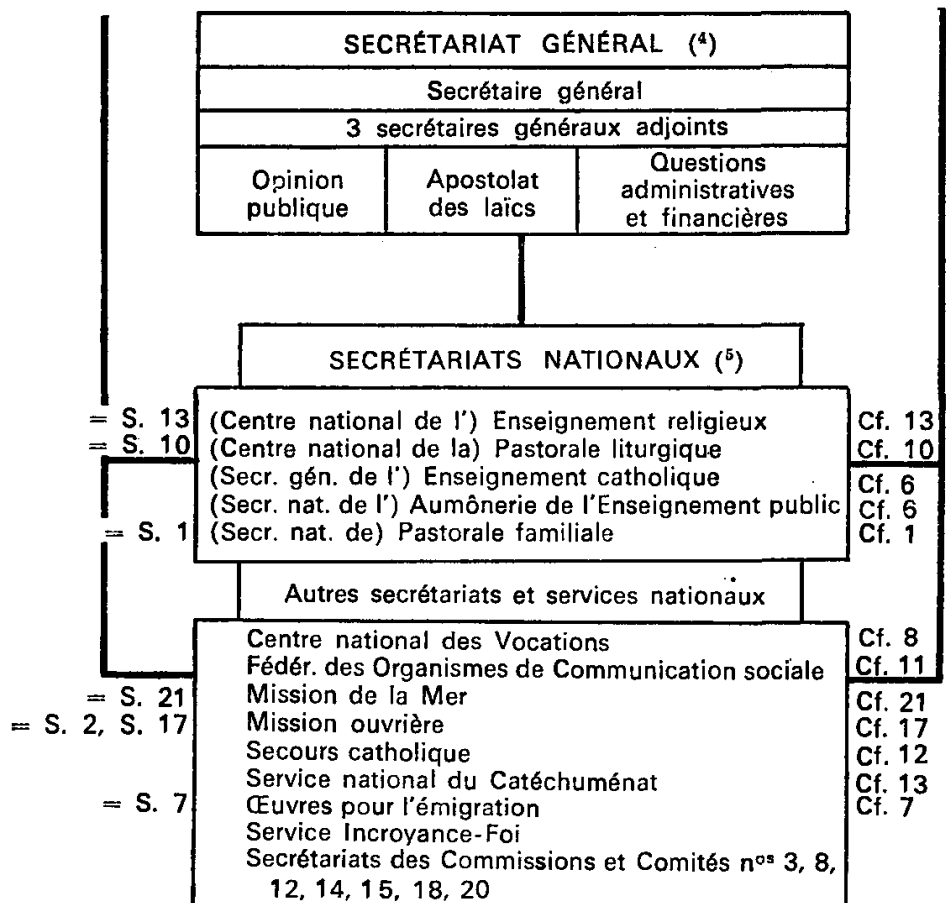 SECRÉTARIAT GÉNÉRAL (⁴)
Secrétaire général
3 secrétaires généraux adjoints
Opinion publique
Apostolat des laïcs
Questions administratives et financières
SECRÉTARIATS NATIONAUX (⁵)
= S. 13 (Centre national de l') Enseignement religieux Cf. 13
= S. 10 (Centre national de la) Pastorale liturgique Cf. 10
(Secr. gén. de l') Enseignement catholique Cf. 6
(Secr. nat. de l') Aumônerie de l'Enseignement public Cf. 6
= S. 1 (Secr. nat. de) Pastorale familiale Cf. 1
Autres secrétariats et services nationaux
Centre national des Vocations Cf. 8
Fédér. des Organismes de Communication sociale Cf. 11
= S. 21 Mission de la Mer Cf. 21
= S. 2, S. 17 Mission ouvrière Cf. 17
Secours catholique Cf. 12
Service national du Catéchuménat Cf. 13
= S. 7 Œuvres pour l'émigration Cf. 7
Service Incroyance-Foi
Secrétariats des Commissions et Comités nᵒˢ 3, 8,
12, 14, 15, 18, 20